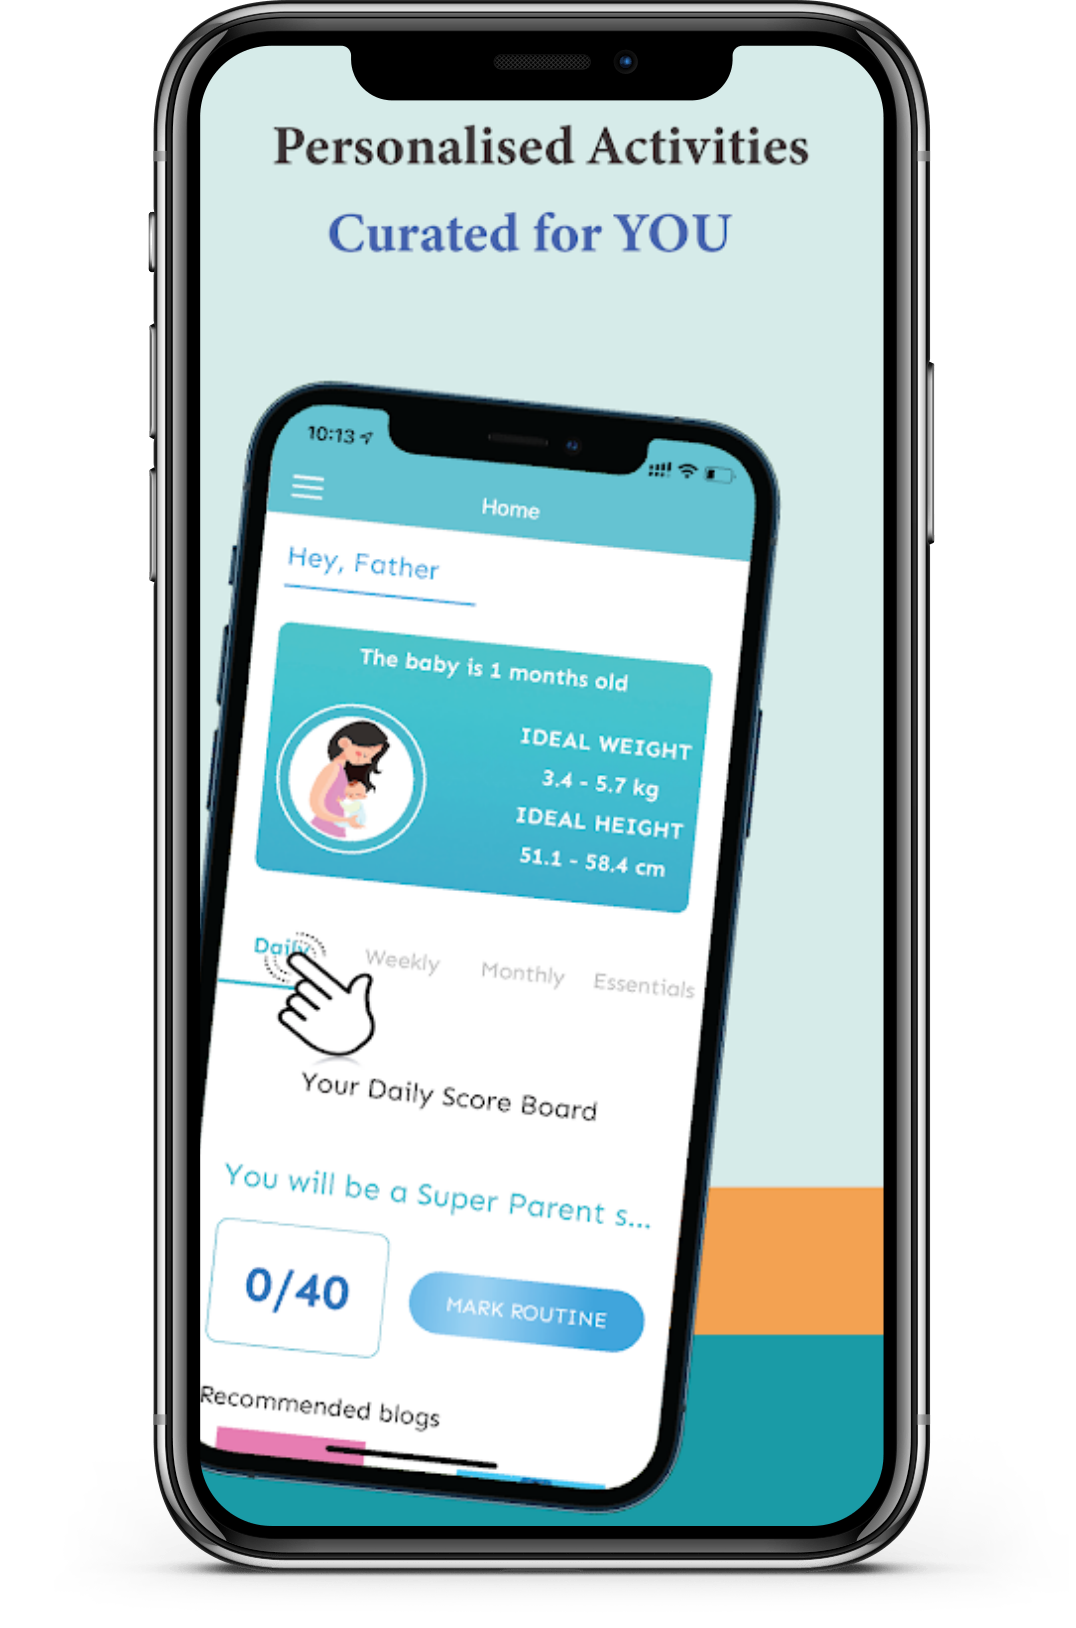 Personalised Activities
Curated for YOU
10:13
Home
Hey, Father
The baby is 1 months old
IDEAL WEIGHT
3.4 - 5.7 kg
IDEAL HEIGHT
51.1 - 58.4 cm
Daily Weekly Monthly Essentials
Your Daily Score Board
You will be a Super Parent s...
0/40 MARK ROUTINE
Recommended blogs